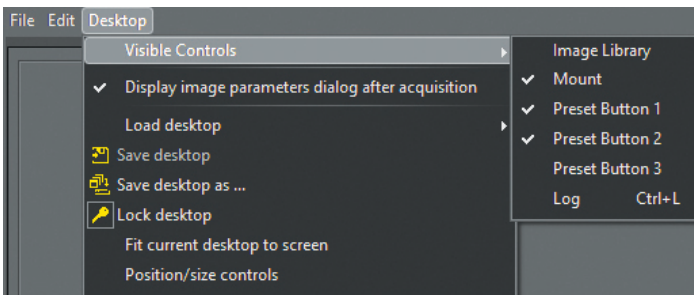 File Edit Desktop
Visible Controls
Display image parameters dialog after acquisition
Load desktop
Save desktop
Save desktop as ...
Lock desktop
Fit current desktop to screen
Position/size controls
Image Library
Mount
Preset Button 1
Preset Button 2
Preset Button 3
Log Ctrl+L